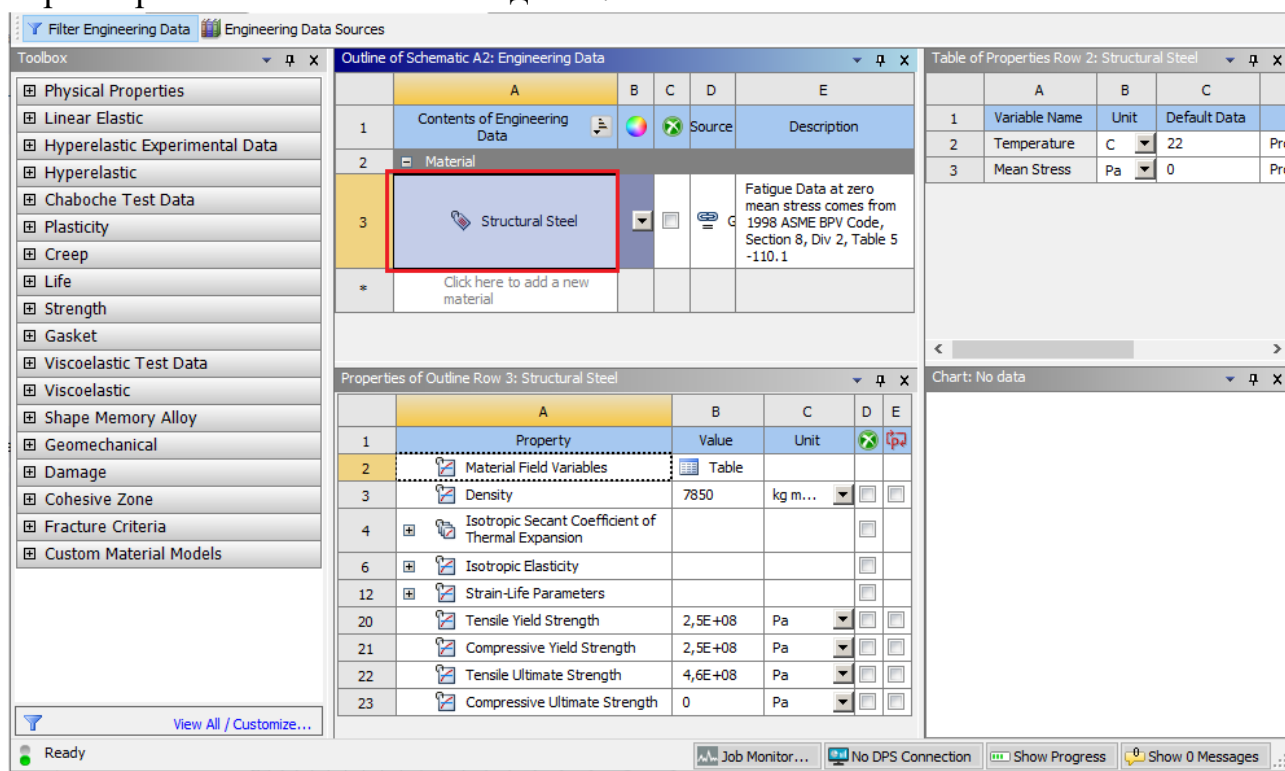 Filter Engineering Data Engineering Data Sources
Toolbox
Physical Properties
Linear Elastic
Hyperelastic Experimental Data
Hyperelastic
Chaboche Test Data
Plasticity
Creep
Life
Strength
Gasket
Viscoelastic Test Data
Viscoelastic
Shape Memory Alloy
Geomechanical
Damage
Cohesive Zone
Fracture Criteria
Custom Material Models
View All / Customize...
Outline of Schematic A2: Engineering Data
A B C D E
1 Contents of Engineering Data Source Description
2 Material
3 Structural Steel
Fatigue Data at zero
mean stress comes from
1998 ASME BPV Code,
Section 8, Div 2, Table 5
-110.1
* Click here to add a new
material
Properties of Outline Row 3: Structural Steel
A B C D E
1 Property Value Unit
2 Material Field Variables Table
3 Density 7850 kg m...
4 Isotropic Secant Coefficient of
Thermal Expansion
6 Isotropic Elasticity
12 Strain-Life Parameters
20 Tensile Yield Strength 2,5E+08 Pa
21 Compressive Yield Strength 2,5E+08 Pa
22 Tensile Ultimate Strength 4,6E+08 Pa
23 Compressive Ultimate Strength 0 Pa
Table of Properties Row 2: Structural Steel
A B C
1 Variable Name Unit Default Data
2 Temperature C 22
3 Mean Stress Pa 0
Chart: No data
Ready Job Monitor... No DPS Connection Show Progress Show 0 Messages